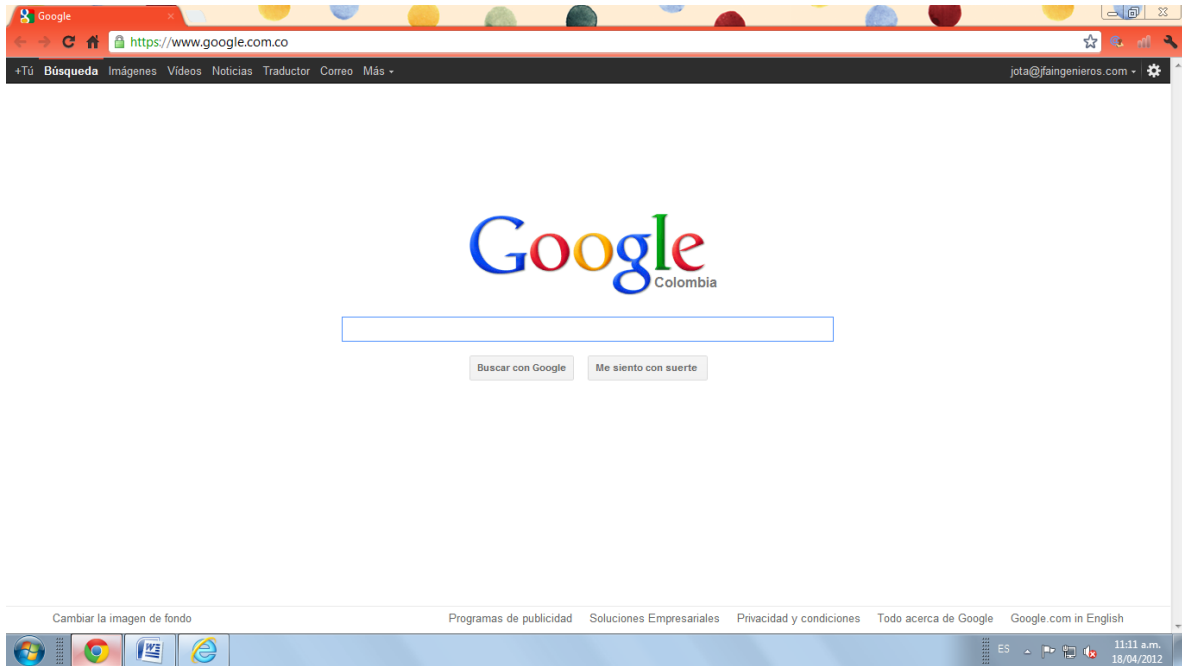 Google
https://www.google.com.co
+Tú Búsqueda Imágenes Vídeos Noticias Traductor Correo Más jota@jfaingenieros.com
Google
Colombia
Buscar con Google Me siento con suerte
Cambiar la imagen de fondo Programas de publicidad Soluciones Empresariales Privacidad y condiciones Todo acerca de Google Google.com in English
ES 11:11 a.m.
18/04/2012